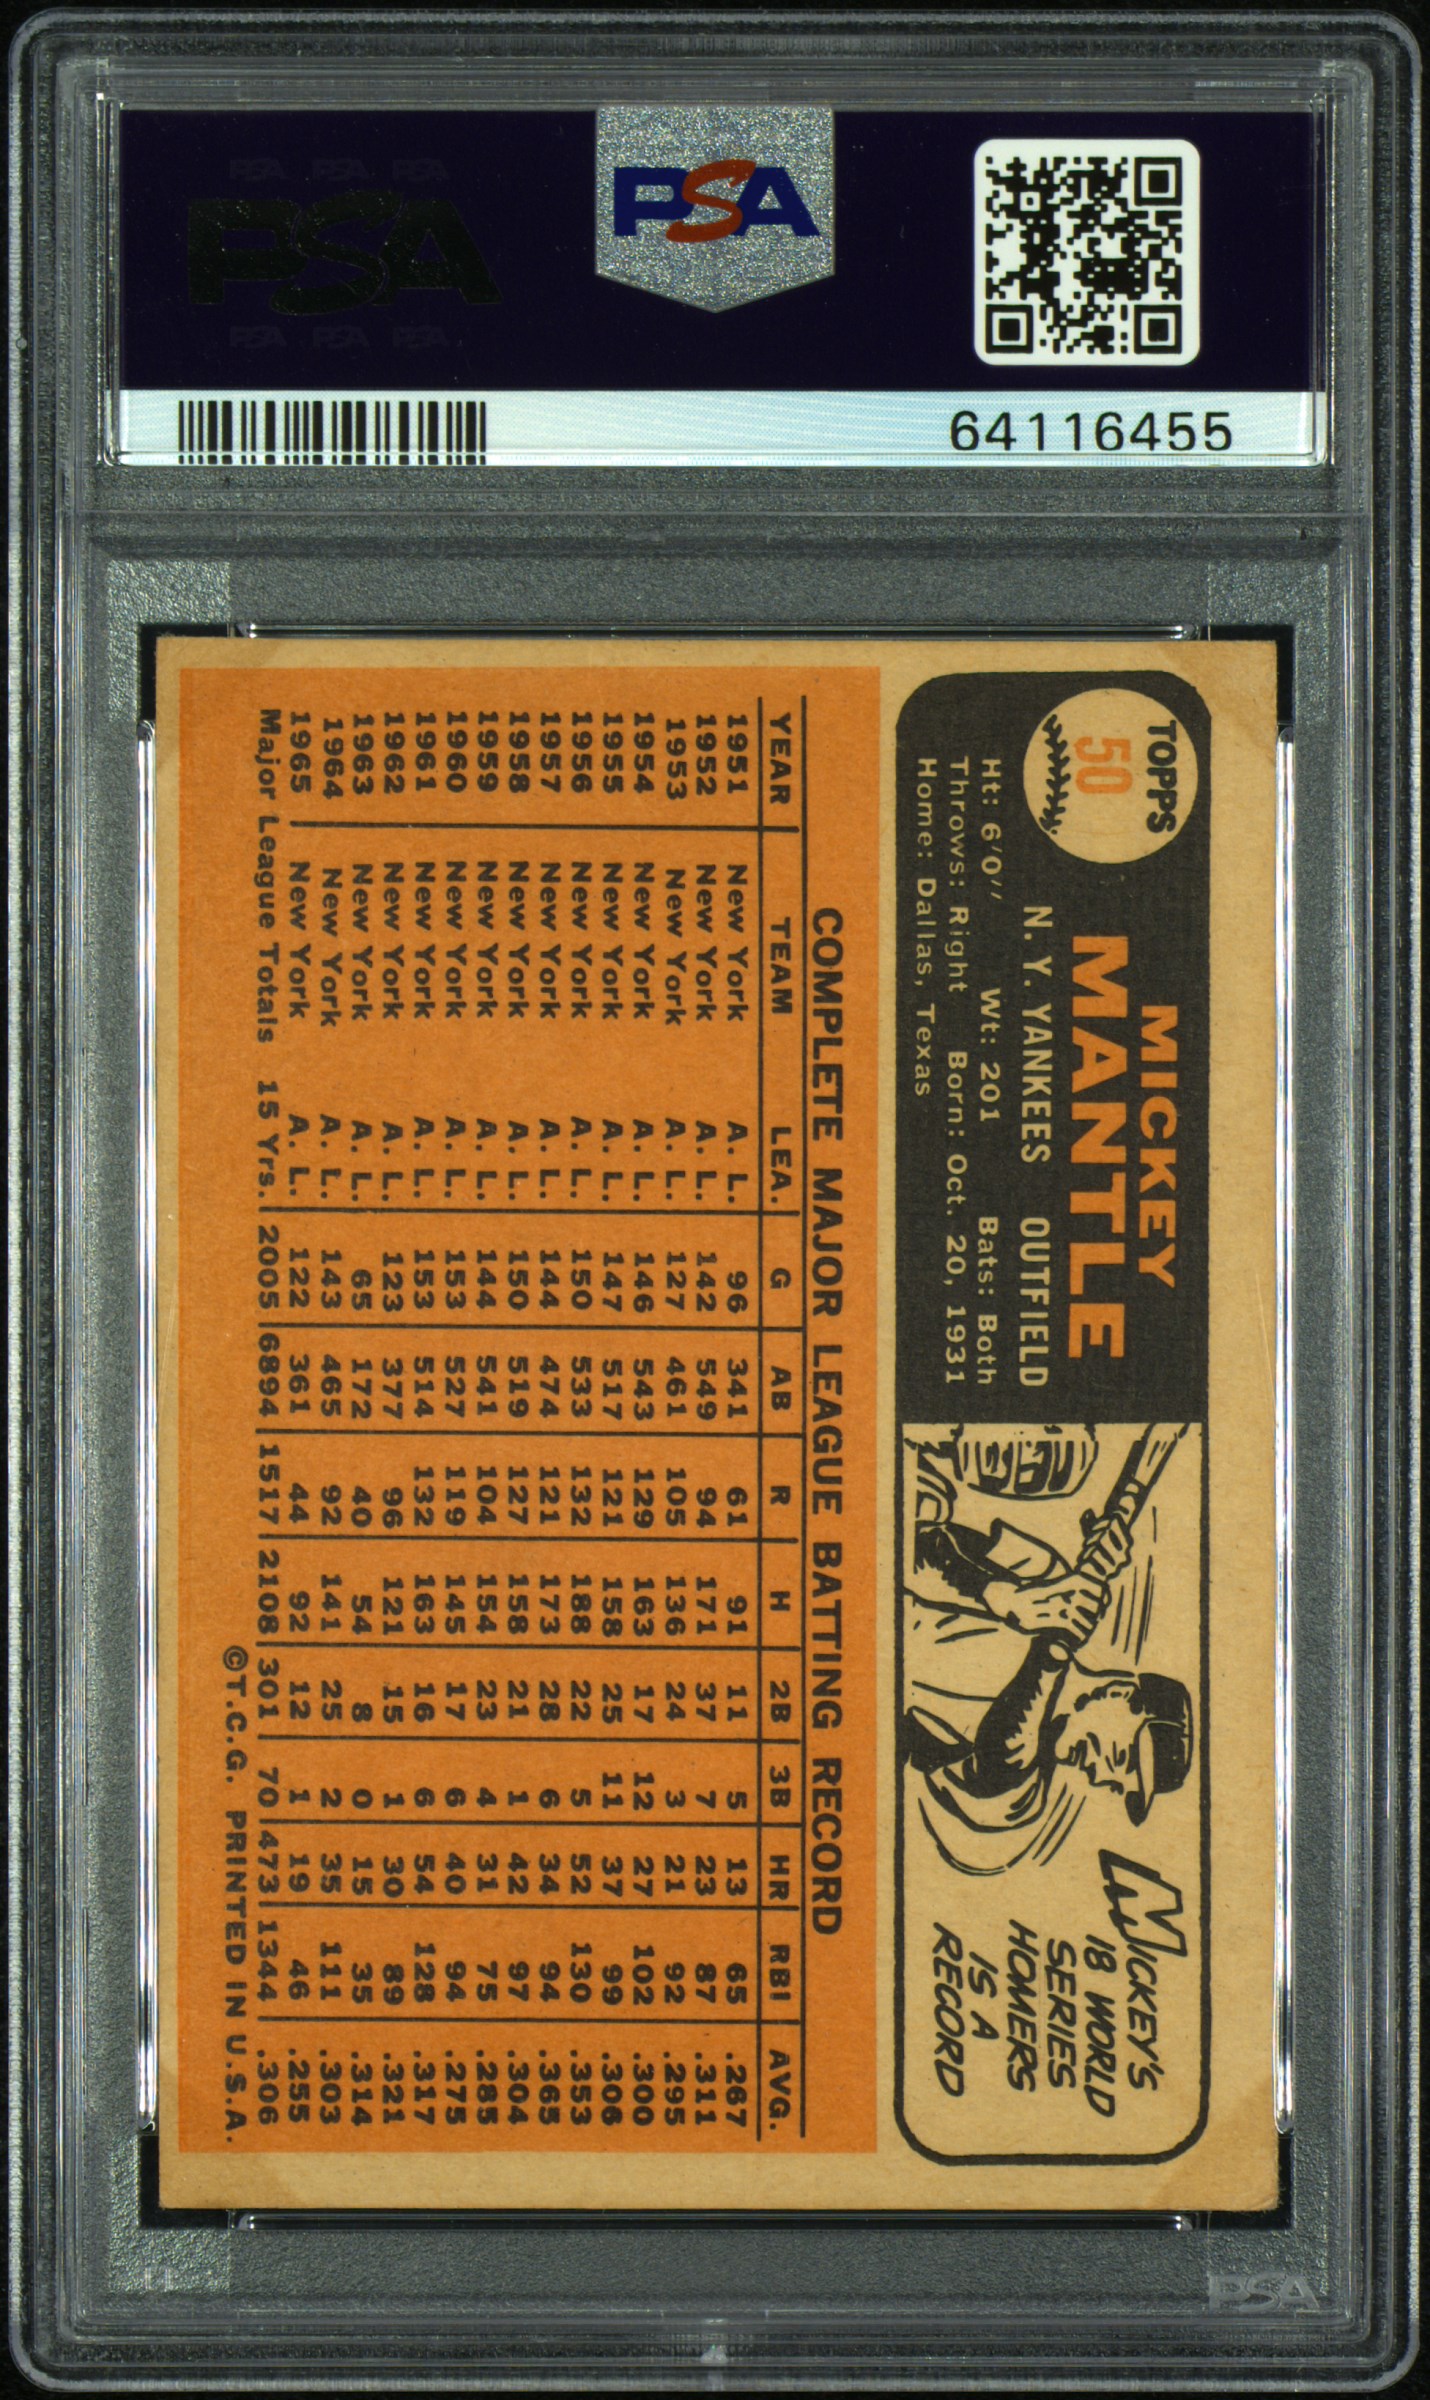 PSA PSA PSA
PSA
PSA PSA PSA
PSA
64116455
TOPPS
50
MICKEY
MANTLE
N. Y. YANKEES OUTFIELD
Ht: 6'0" Wt: 201 Bats: Both
Throws: Right Born: Oct. 20, 1931
Home: Dallas, Texas
MICKEY'S
18 WORLD
SERIES
HOMERS
IS A
RECORD
COMPLETE MAJOR LEAGUE BATTING RECORD
YEAR TEAM LEA. G AB R H 2B 3B HR RBI AVG.
1951 New York A. L. 96 341 61 91 11 5 13 65 .267
1952 New York A. L. 142 549 94 171 37 7 23 87 .311
1953 New York A. L. 127 461 105 136 24 3 21 92 .295
1954 New York A. L. 146 543 129 163 17 12 27 102 .300
1955 New York A. L. 147 517 121 158 25 11 37 99 .306
1956 New York A. L. 150 533 132 188 22 5 52 130 .353
1957 New York A. L. 144 474 121 173 28 6 34 94 .365
1958 New York A. L. 150 519 127 158 21 1 42 97 .304
1959 New York A. L. 144 541 104 154 23 4 31 75 .285
1960 New York A. L. 153 527 119 145 17 6 40 94 .275
1961 New York A. L. 153 514 132 163 16 6 54 128 .317
1962 New York A. L. 123 377 96 121 15 1 30 89 .321
1963 New York A. L. 65 172 40 54 8 0 15 35 .314
1964 New York A. L. 143 465 92 141 25 2 35 111 .303
1965 New York A. L. 122 361 44 92 12 1 19 46 .255
Major League Totals 15 Yrs. 2005 6894 1517 2108 301 70 473 1344 .306
©T.C.G. PRINTED IN U.S.A.
PSA